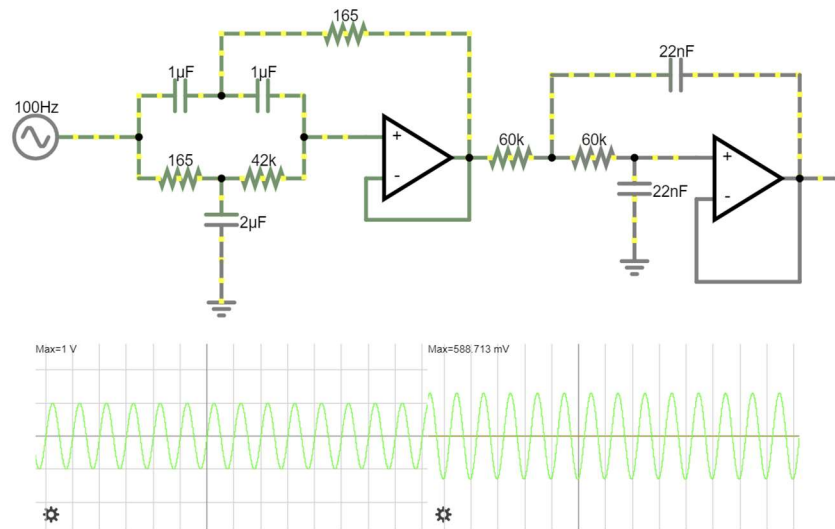 165
1µF
1µF
22nF
100Hz
+
-
165
42k
60k
60k
+
-
22nF
2µF
Max=1 V
Max=588.713 mV